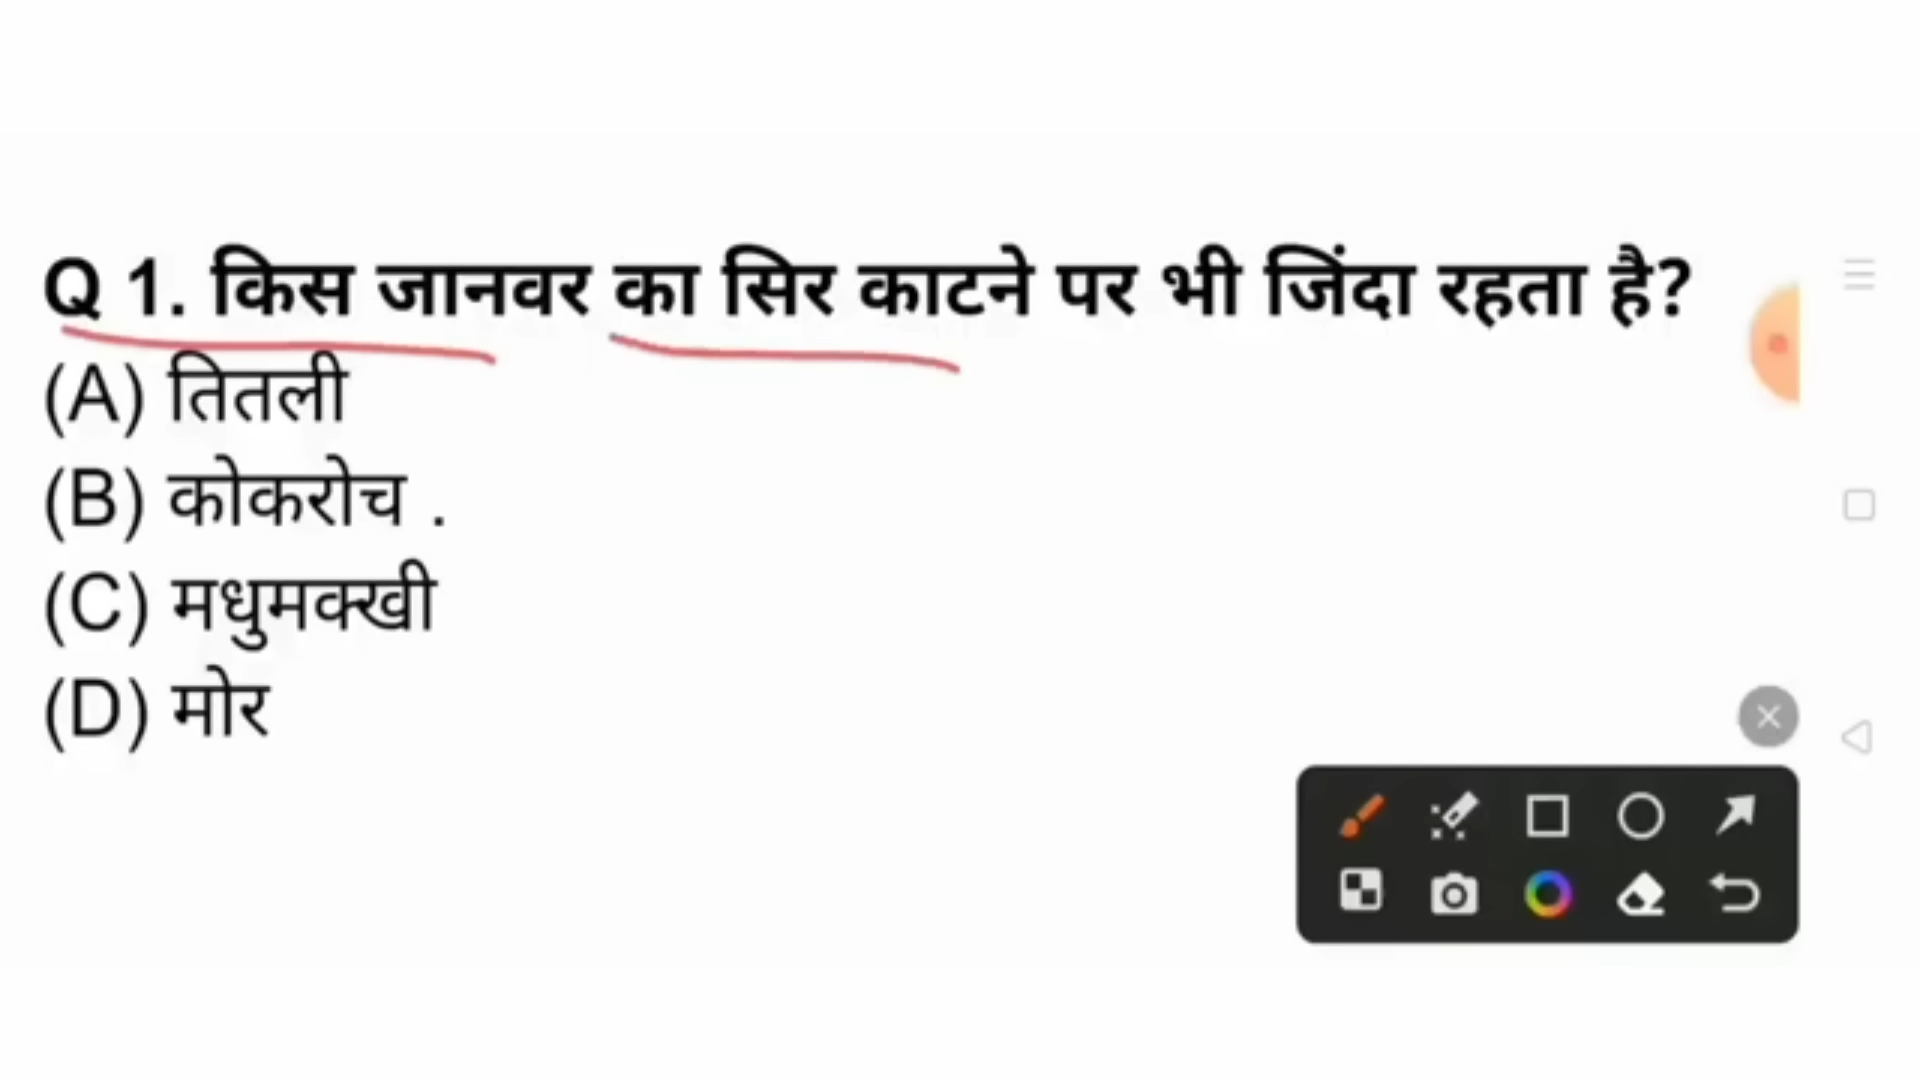 Q 1. किस जानवर का सिर काटने पर भी जिंदा रहता है?
(A) तितली
(B) कोकरोच .
(C) मधुमक्खी
(D) मोर